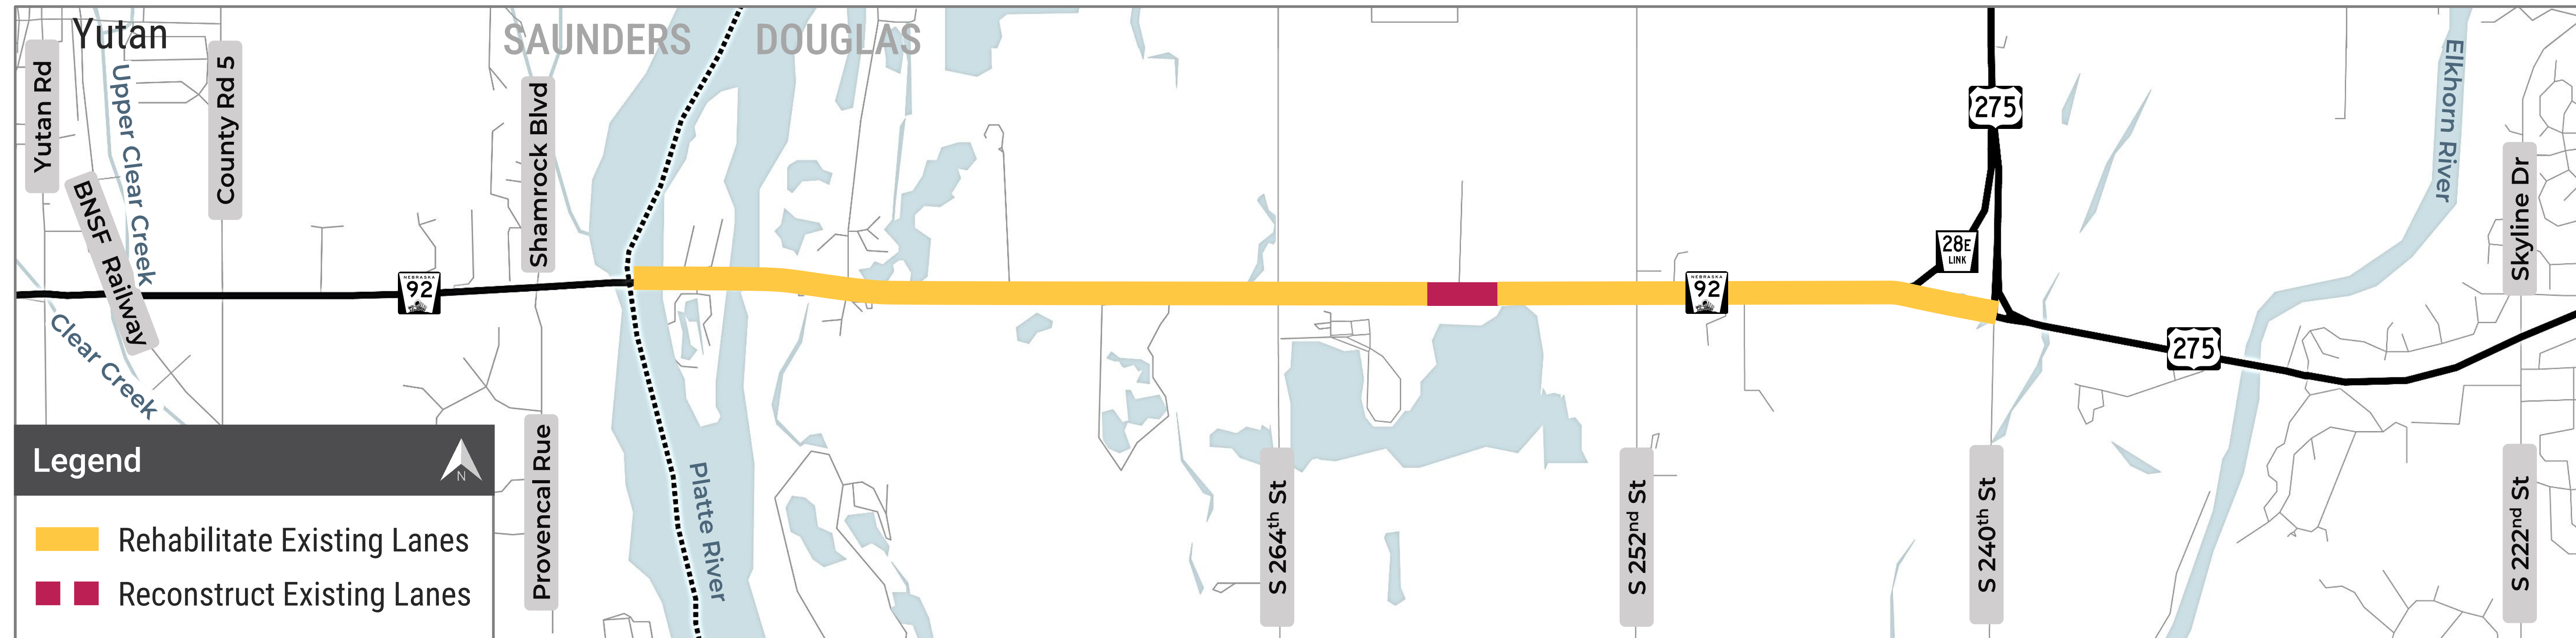 Yutan
SAUNDERS
DOUGLAS
Yutan Rd
Upper Clear Creek
County Rd 5
Shamrock Blvd
BNSF Railway
Clear Creek
NEBRASKA
92
Provencal Rue
Platte River
S 264th St
S 252nd St
NEBRASKA
92
275
28E
LINK
S 240th St
275
Elkhorn River
Skyline Dr
S 222nd St
Legend
N
Rehabilitate Existing Lanes
Reconstruct Existing Lanes